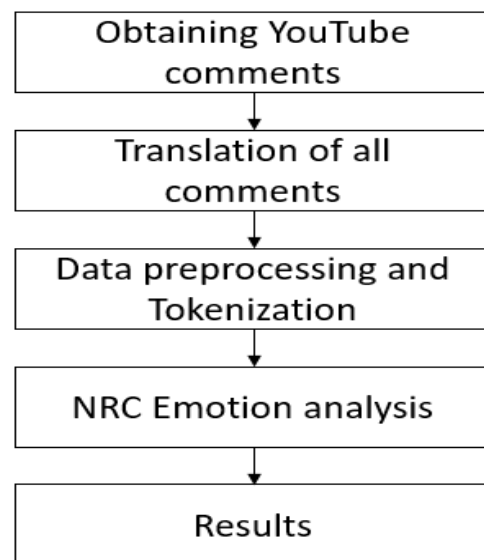 Obtaining YouTube
comments
Translation of all
comments
Data preprocessing and
Tokenization
NRC Emotion analysis
Results